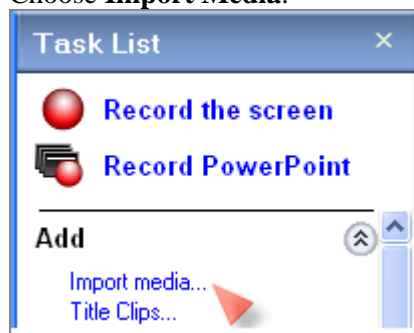 Choose Import Media.
Task List
Record the screen
Record PowerPoint
Add
Import media...
Title Clips...